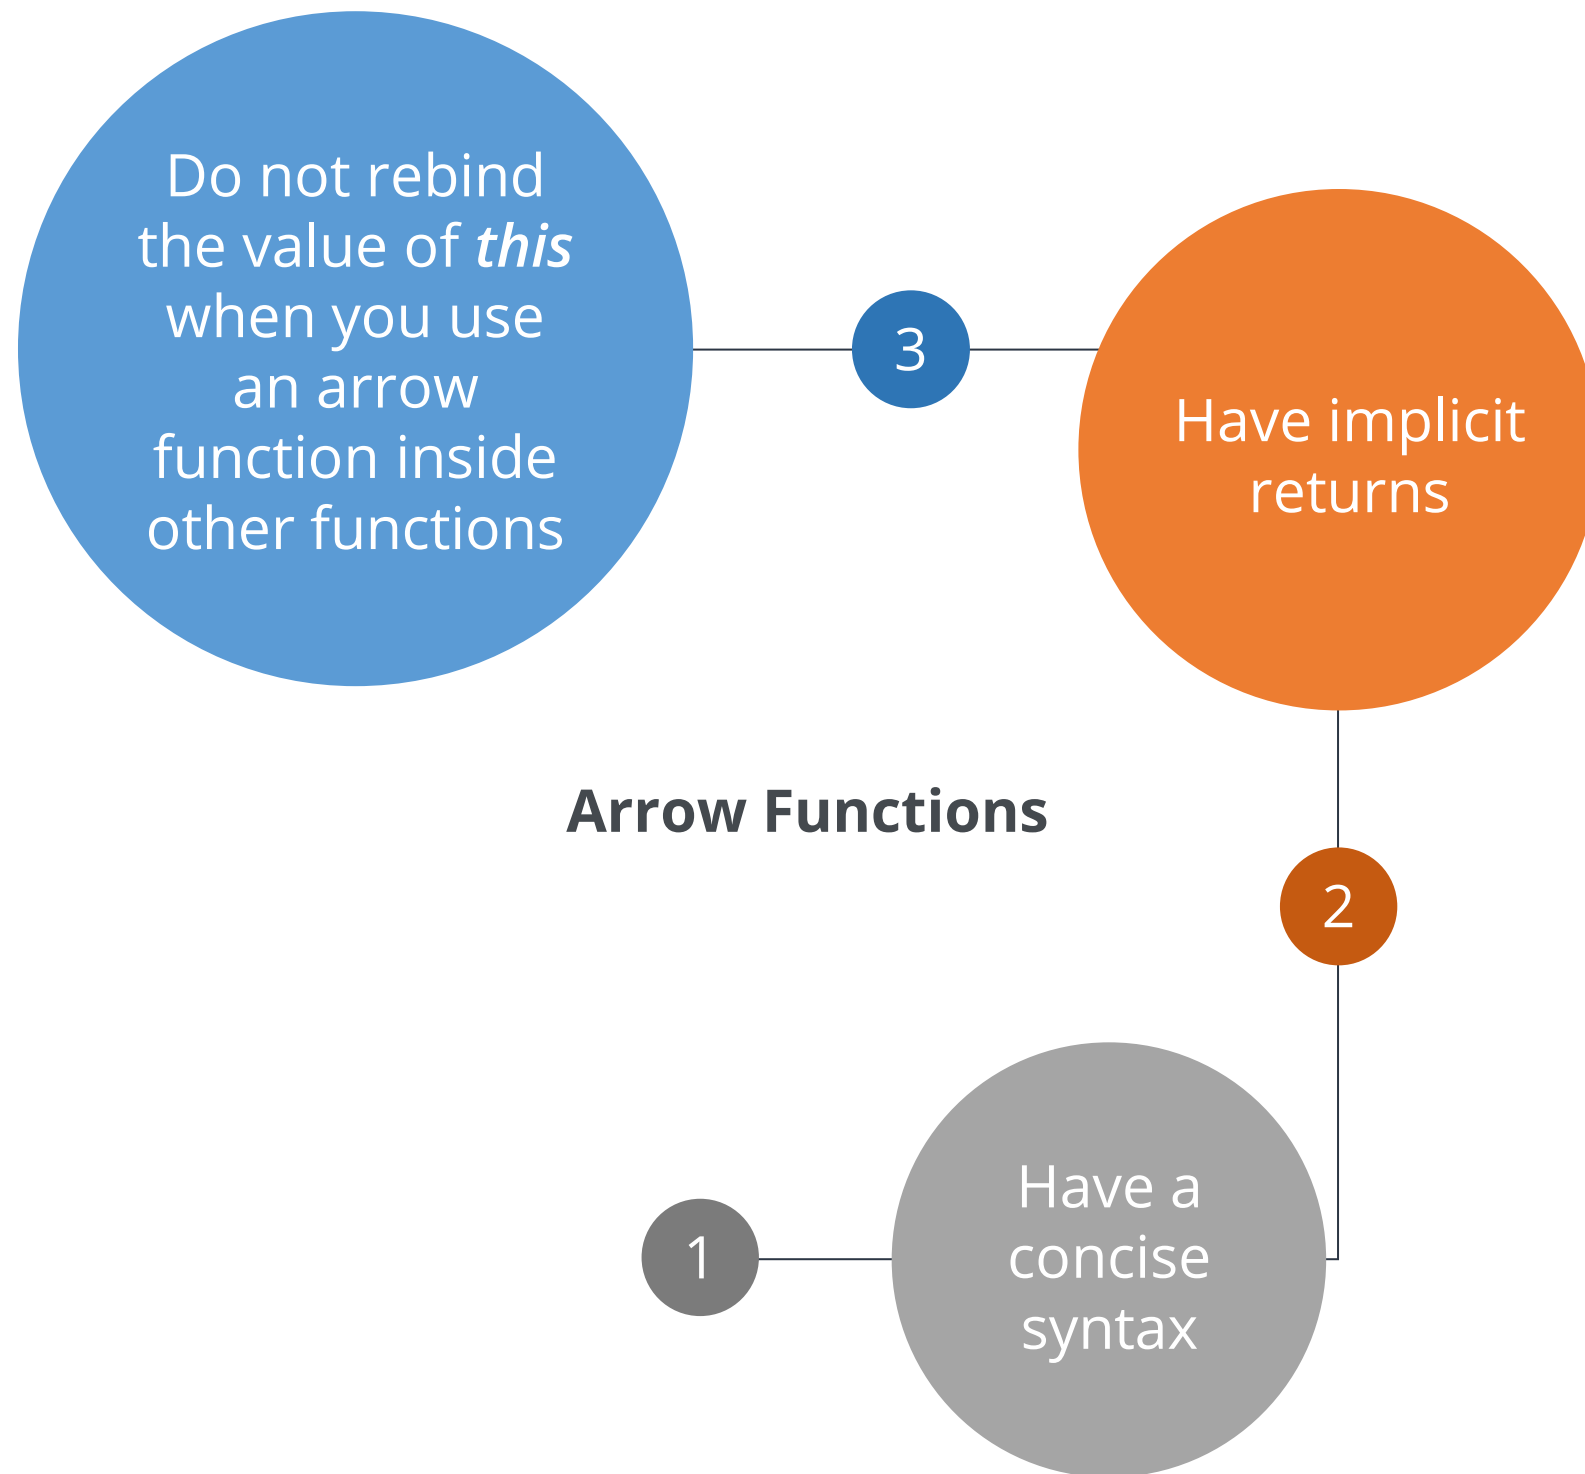 Do not rebind
the value of this
when you use
an arrow
function inside
other functions
3
Have implicit
returns
Arrow Functions
2
Have a
concise
syntax
1